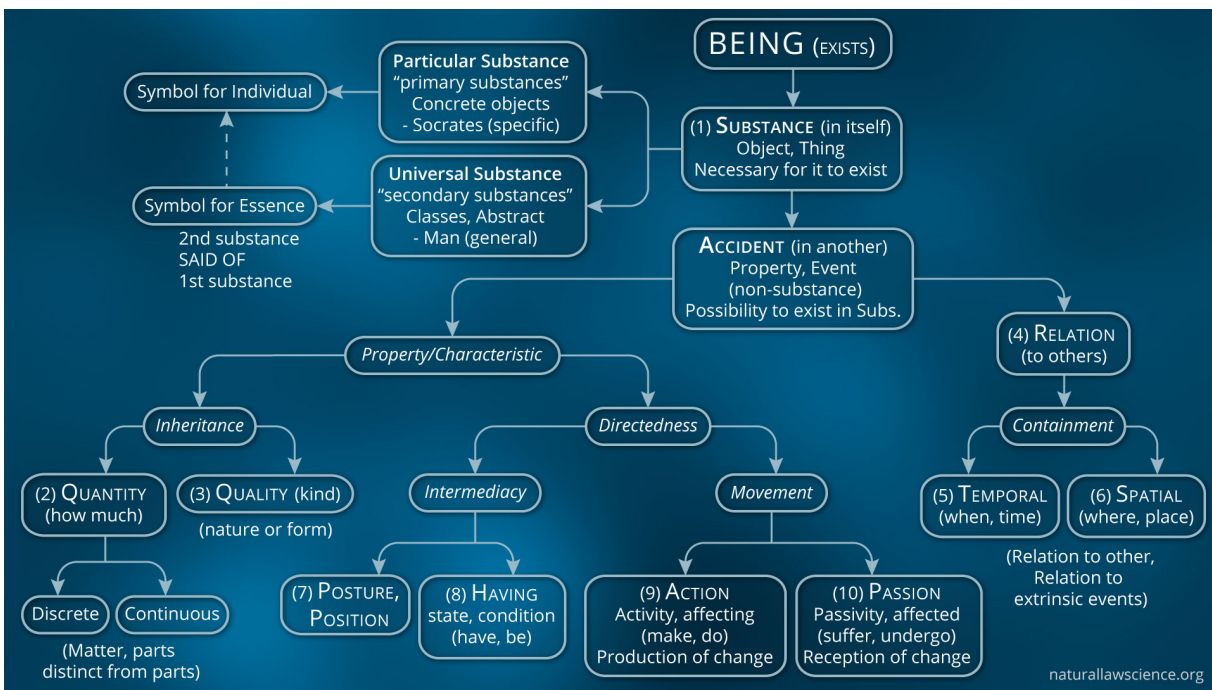 BEING (EXISTS)
Particular Substance
“primary substances”
Concrete objects
- Socrates (specific)
Symbol for Individual
(1) SUBSTANCE (in itself)
Object, Thing
Necessary for it to exist
Universal Substance
“secondary substances”
Classes, Abstract
- Man (general)
Symbol for Essence
2nd substance
SAID OF
1st substance
ACCIDENT (in another)
Property, Event
(non-substance)
Possibility to exist in Subs.
Property/Characteristic
(4) RELATION
(to others)
Inheritance
Directedness
Containment
(2) QUANTITY
(how much)
(3) QUALITY (kind)
(nature or form)
Intermediacy
Movement
(5) TEMPORAL
(when, time)
(6) SPATIAL
(where, place)
(Relation to other,
Relation to
extrinsic events)
Discrete
Continuous
(Matter, parts
distinct from parts)
(7) POSTURE,
POSITION
(8) HAVING
state, condition
(have, be)
(9) ACTION
Activity, affecting
(make, do)
Production of change
(10) PASSION
Passivity, affected
(suffer, undergo)
Reception of change
naturallawscience.org